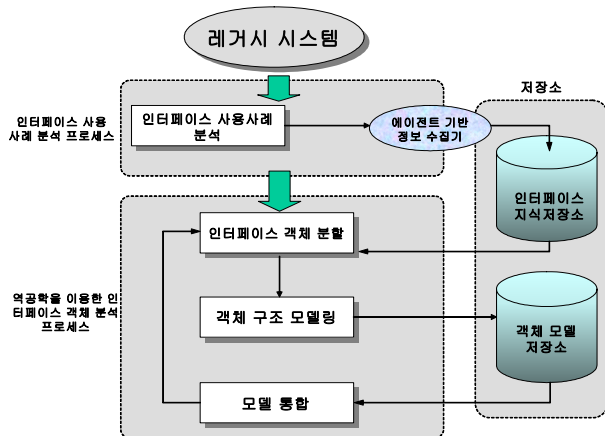 레거시 시스템
저장소
인터페이스 사용
사례 분석 프로세스
인터페이스 사용사례
분석
에이전트 기반
정보 수집기
인터페이스
지식저장소
인터페이스 객체 분할
역공학을 이용한 인
터페이스 객체 분석
프로세스
객체 구조 모델링
객체 모델
저장소
모델 통합